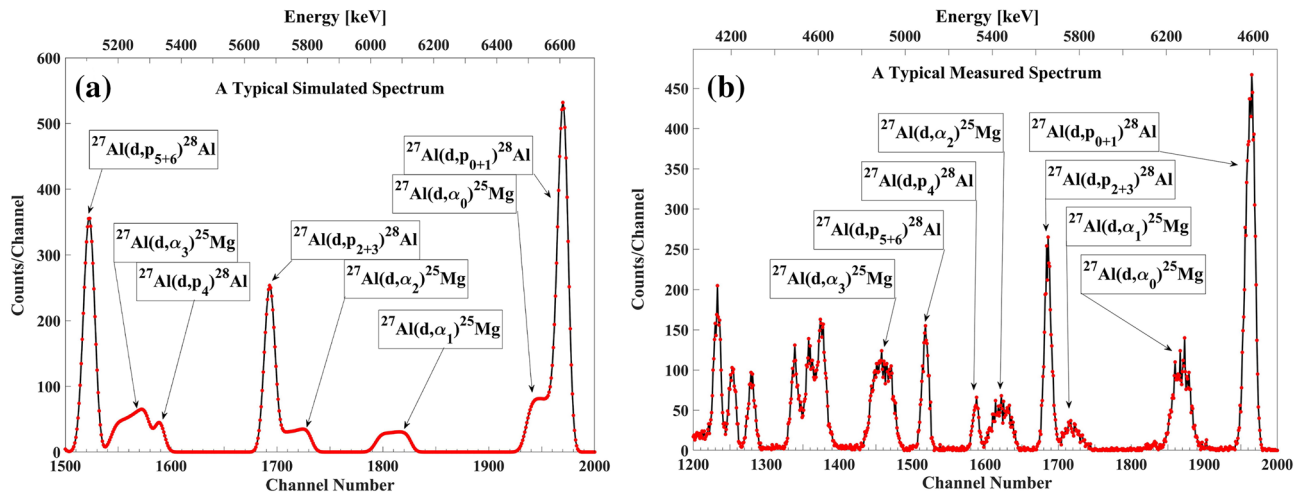 Energy [keV]
5200 5400 5600 5800 6000 6200 6400 6600
600
500
400
300
200
100
0
Counts/Channel
(a)
A Typical Simulated Spectrum
²⁷Al(d,p₅₊₆)²⁸Al
²⁷Al(d,α₃)²⁵Mg
²⁷Al(d,p₄)²⁸Al
²⁷Al(d,p₂₊₃)²⁸Al
²⁷Al(d,α₂)²⁵Mg
²⁷Al(d,α₁)²⁵Mg
²⁷Al(d,p₀₊₁)²⁸Al
²⁷Al(d,α₀)²⁵Mg
1500 1600 1700 1800 1900 2000
Channel Number
Energy [keV]
4200 4600 4800 5100 5400 5800 6200 4600
450
400
350
300
250
200
150
100
50
0
Counts/Channel
(b)
A Typical Measured Spectrum
²⁷Al(d,α₂)²⁵Mg
²⁷Al(d,p₄)²⁸Al
²⁷Al(d,p₅₊₆)²⁸Al
²⁷Al(d,α₃)²⁵Mg
²⁷Al(d,p₀₊₁)²⁸Al
²⁷Al(d,p₂₊₃)²⁸Al
²⁷Al(d,α₁)²⁵Mg
²⁷Al(d,α₀)²⁵Mg
1200 1300 1400 1500 1600 1700 1800 1900 2000
Channel Number